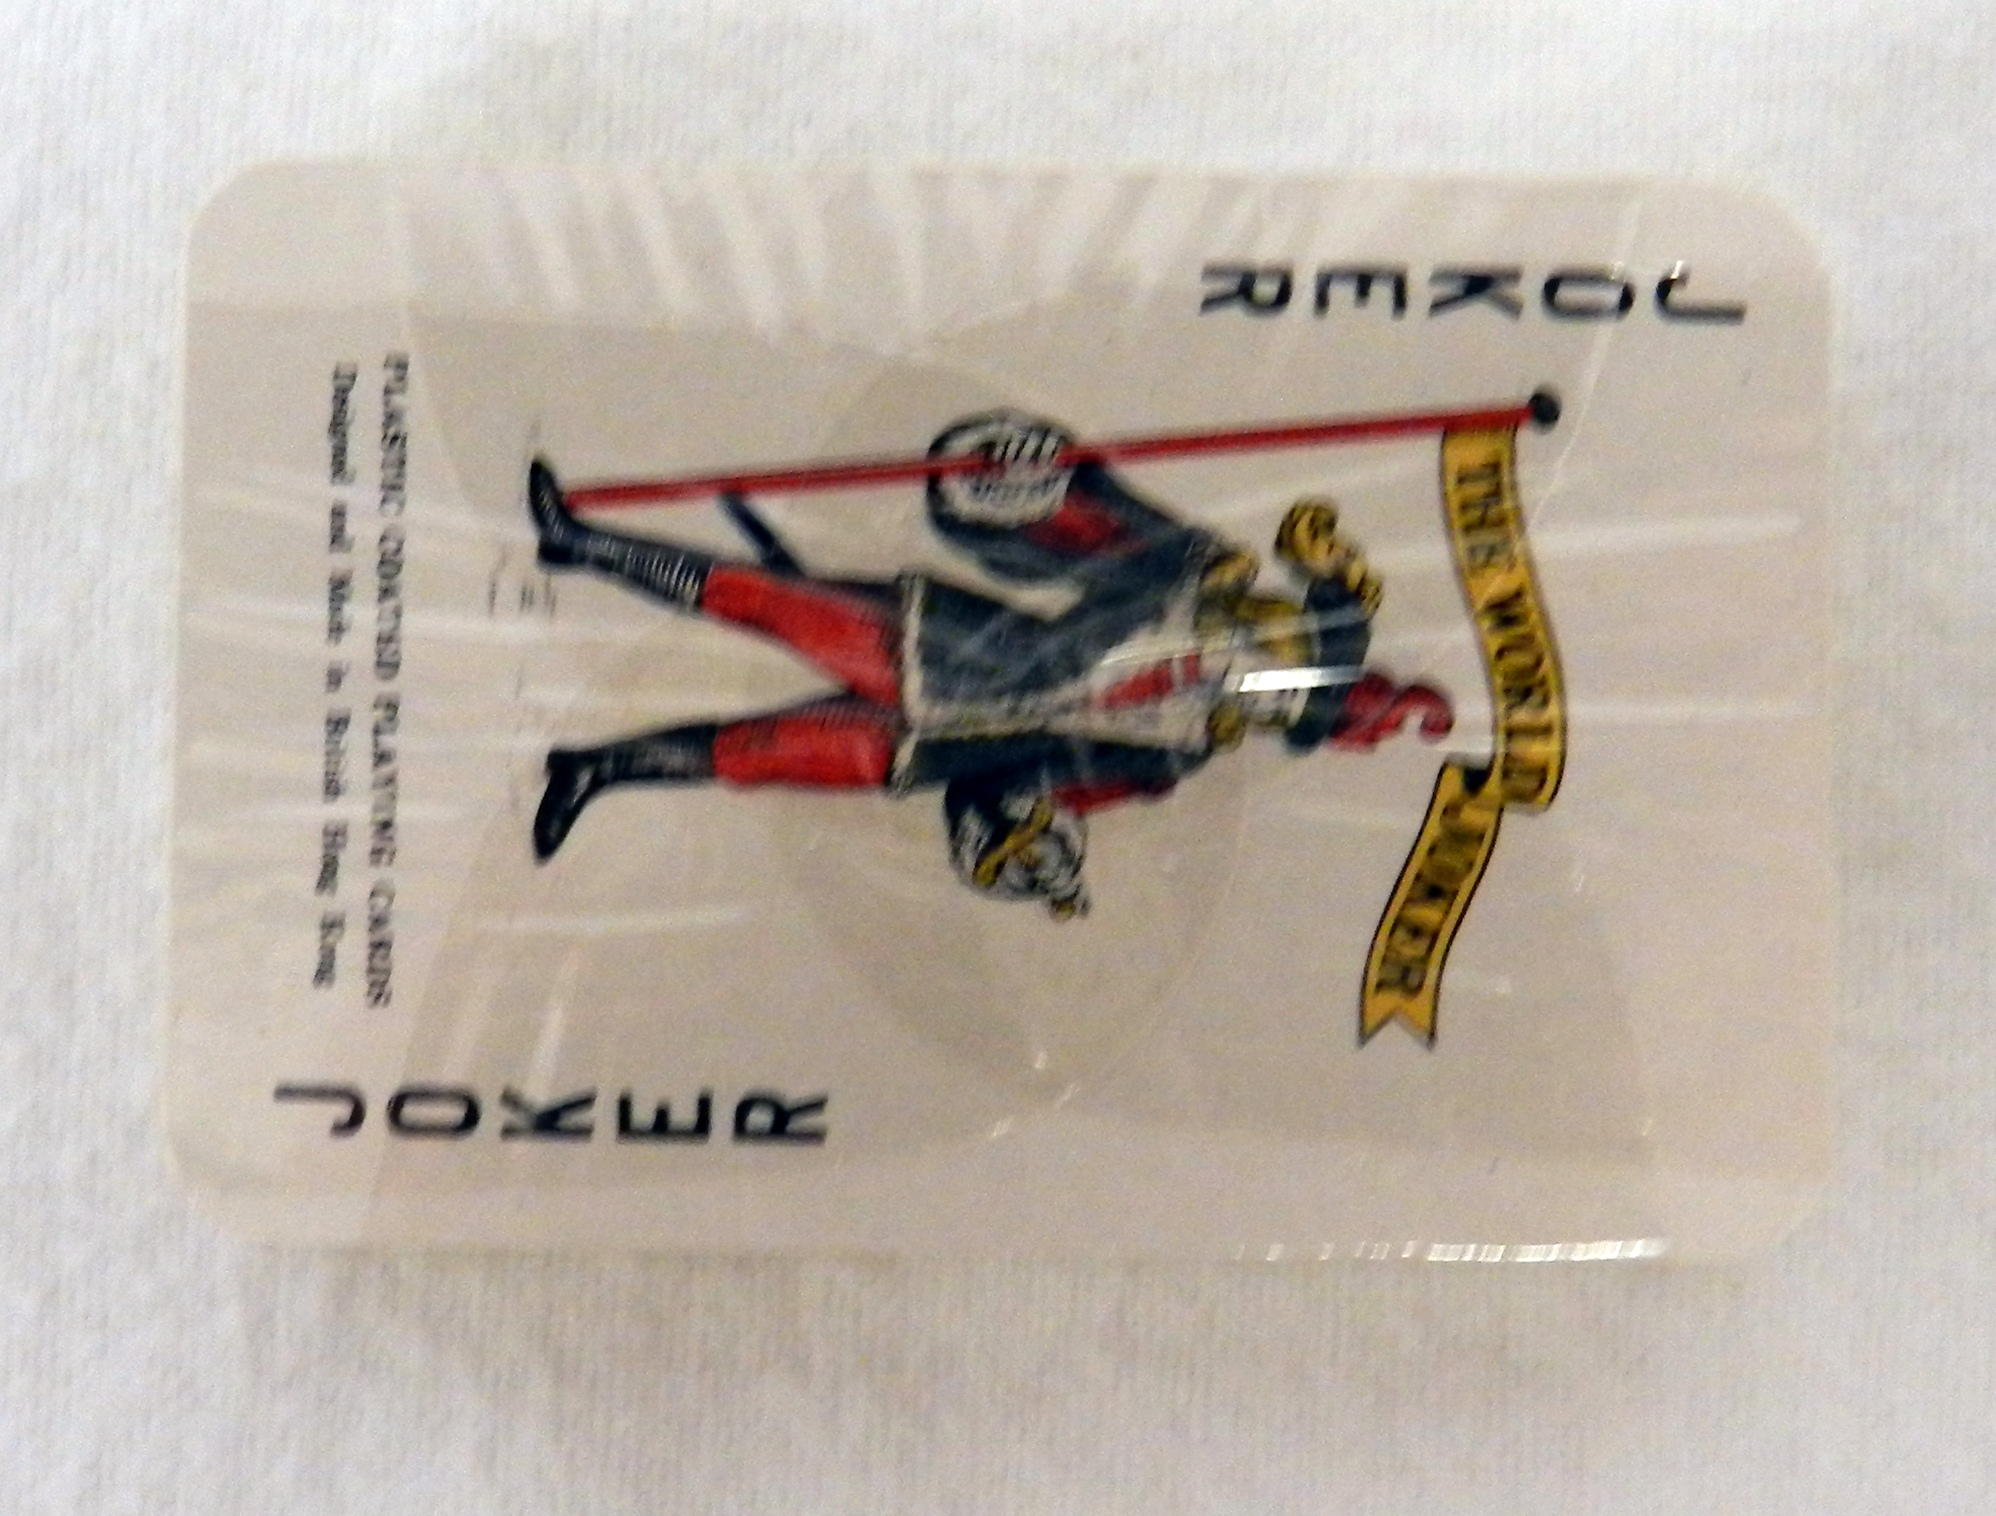 JOKER
THE WORLD JOKER
PLASTIC COATED PLAYING CARDS
Designed and Made in British Hong Kong
JOKER